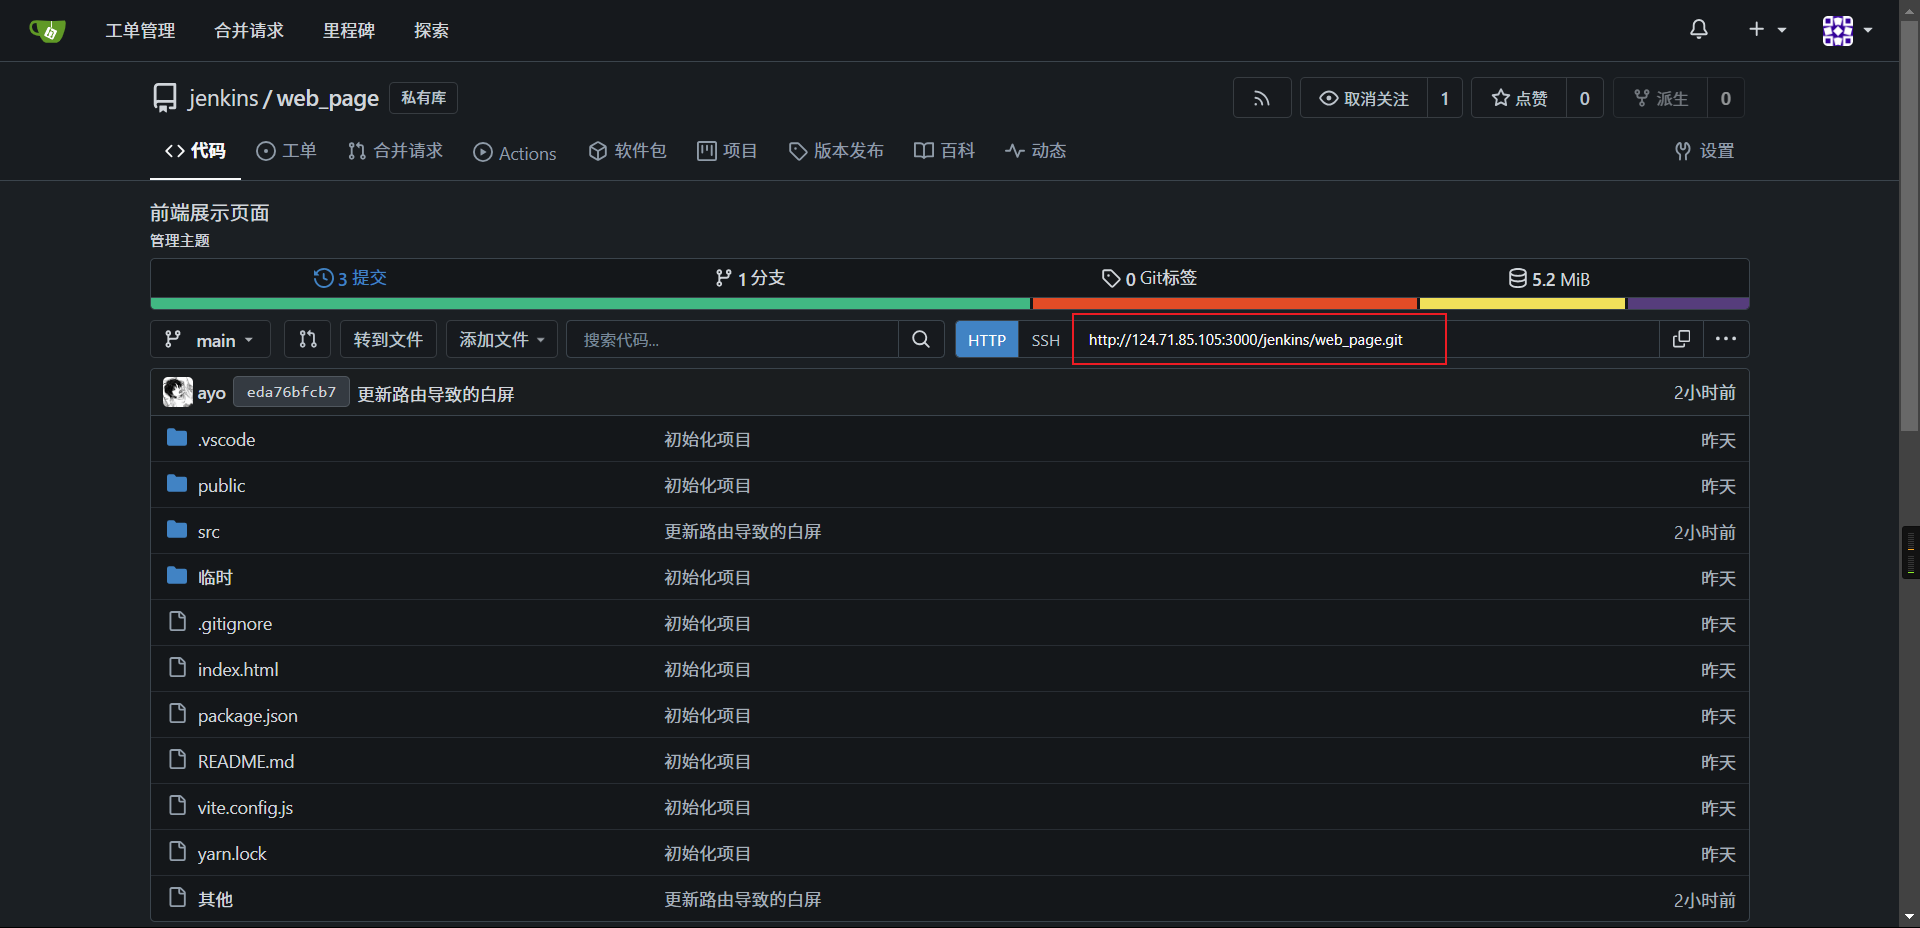 工单管理 合并请求 里程碑 探索
jenkins / web_page 私有库 取消关注 1 点赞 0 派生 0
代码 工单 合并请求 Actions 软件包 项目 版本发布 百科 动态 设置
前端展示页面
管理主题
3 提交 1 分支 0 Git标签 5.2 MiB
main 转到文件 添加文件 搜索代码... HTTP SSH http://124.71.85.105:3000/jenkins/web_page.git
ayo eda76bfcb7 更新路由导致的白屏 2小时前
.vscode 初始化项目 昨天
public 初始化项目 昨天
src 更新路由导致的白屏 2小时前
临时 初始化项目 昨天
.gitignore 初始化项目 昨天
index.html 初始化项目 昨天
package.json 初始化项目 昨天
README.md 初始化项目 昨天
vite.config.js 初始化项目 昨天
yarn.lock 初始化项目 昨天
其他 更新路由导致的白屏 2小时前